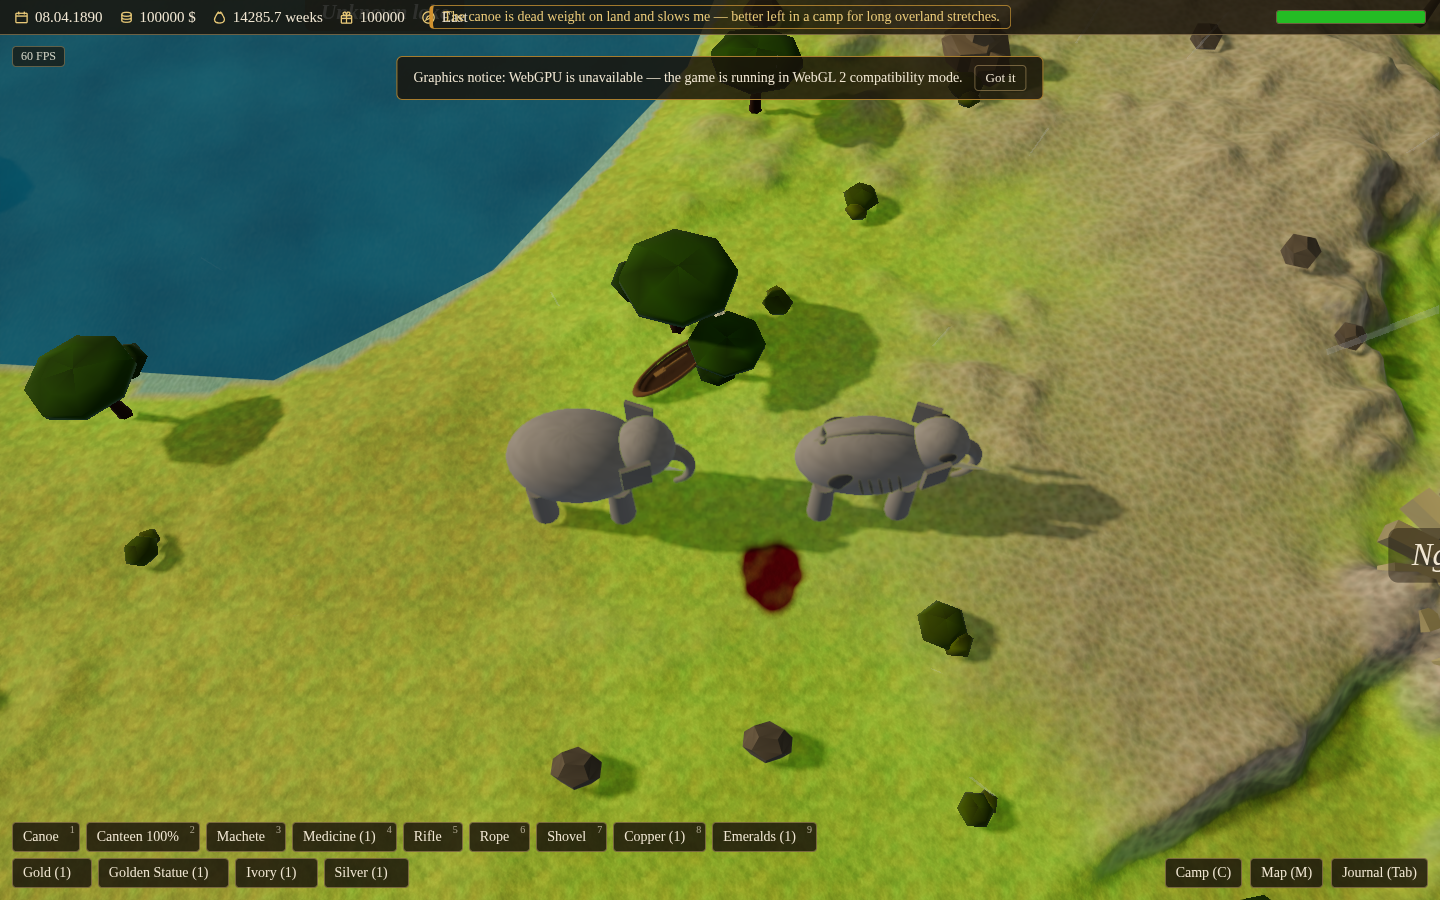 08.04.1890 100000 $ 14285.7 weeks 100000 East
The canoe is dead weight on land and slows me — better left in a camp for long overland stretches.
60 FPS
Graphics notice: WebGPU is unavailable — the game is running in WebGL 2 compatibility mode. Got it
Canoe 1 Canteen 100% 2 Machete 3 Medicine (1) 4 Rifle 5 Rope 6 Shovel 7 Copper (1) 8 Emeralds (1) 9
Gold (1) Golden Statue (1) Ivory (1) Silver (1)
Camp (C) Map (M) Journal (Tab)